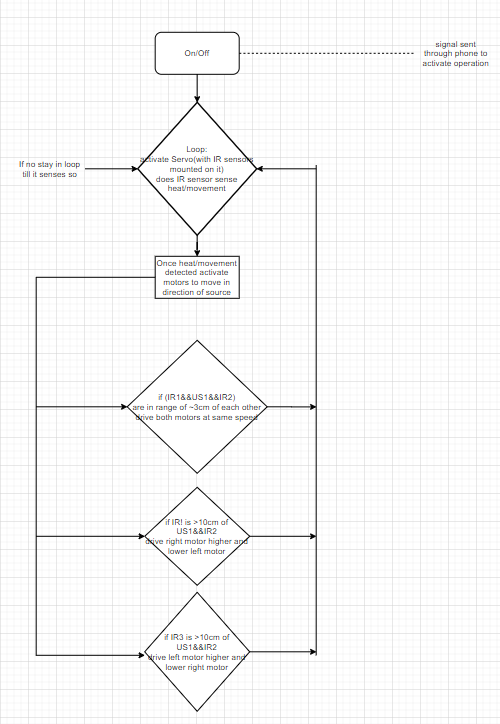 On/Off
signal sent
through phone to
activate operation
Loop:
activate Servo(with IR sensors
mounted on it)
does IR sensor sense
heat/movement
If no stay in loop
till it senses so
Once heat/movement
detected activate
motors to move in
direction of source
if (IR1&&US1&&IR2)
are in range of ~3cm of each other
drive both motors at same speed
if IR! is >10cm of
US1&&IR2
drive right motor higher and
lower left motor
if IR3 is >10cm of
US1&&IR2
drive left motor higher and
lower right motor